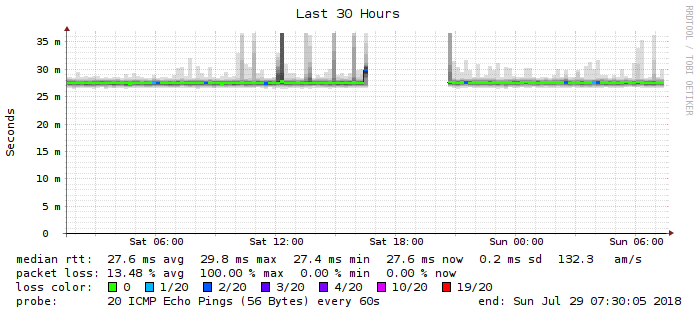 Last 30 Hours
RRDTOOL / TOBI OETIKER
Seconds
35 m
30 m
25 m
20 m
15 m
10 m
5 m
0
Sat 06:00 Sat 12:00 Sat 18:00 Sun 00:00 Sun 06:00
median rtt: 27.6 ms avg 29.8 ms max 27.4 ms min 27.6 ms now 0.2 ms sd 132.3 am/s
packet loss: 13.48 % avg 100.00 % max 0.00 % min 0.00 % now
loss color: 0 1/20 2/20 3/20 4/20 10/20 19/20
probe: 20 ICMP Echo Pings (56 Bytes) every 60s end: Sun Jul 29 07:30:05 2018